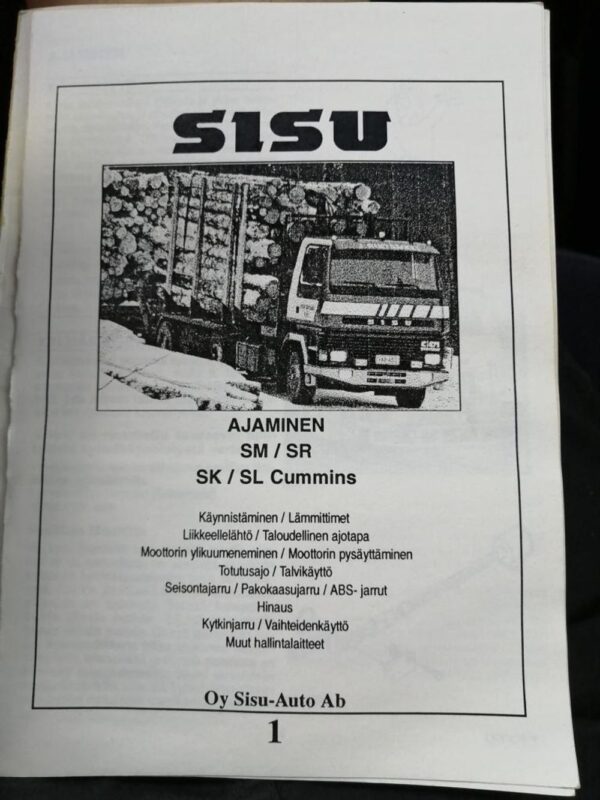 SISU
SISU
AJAMINEN
SM / SR
SK / SL Cummins
Käynnistäminen / Lämmittimet
Liikkeellelähtö / Taloudellinen ajotapa
Moottorin ylikuumeneminen / Moottorin pysäyttäminen
Totutusajo / Talvikäyttö
Seisontajarru / Pakokaasujarru / ABS- jarrut
Hinaus
Kytkinjarru / Vaihteidenkäyttö
Muut hallintalaitteet
Oy Sisu-Auto Ab
1